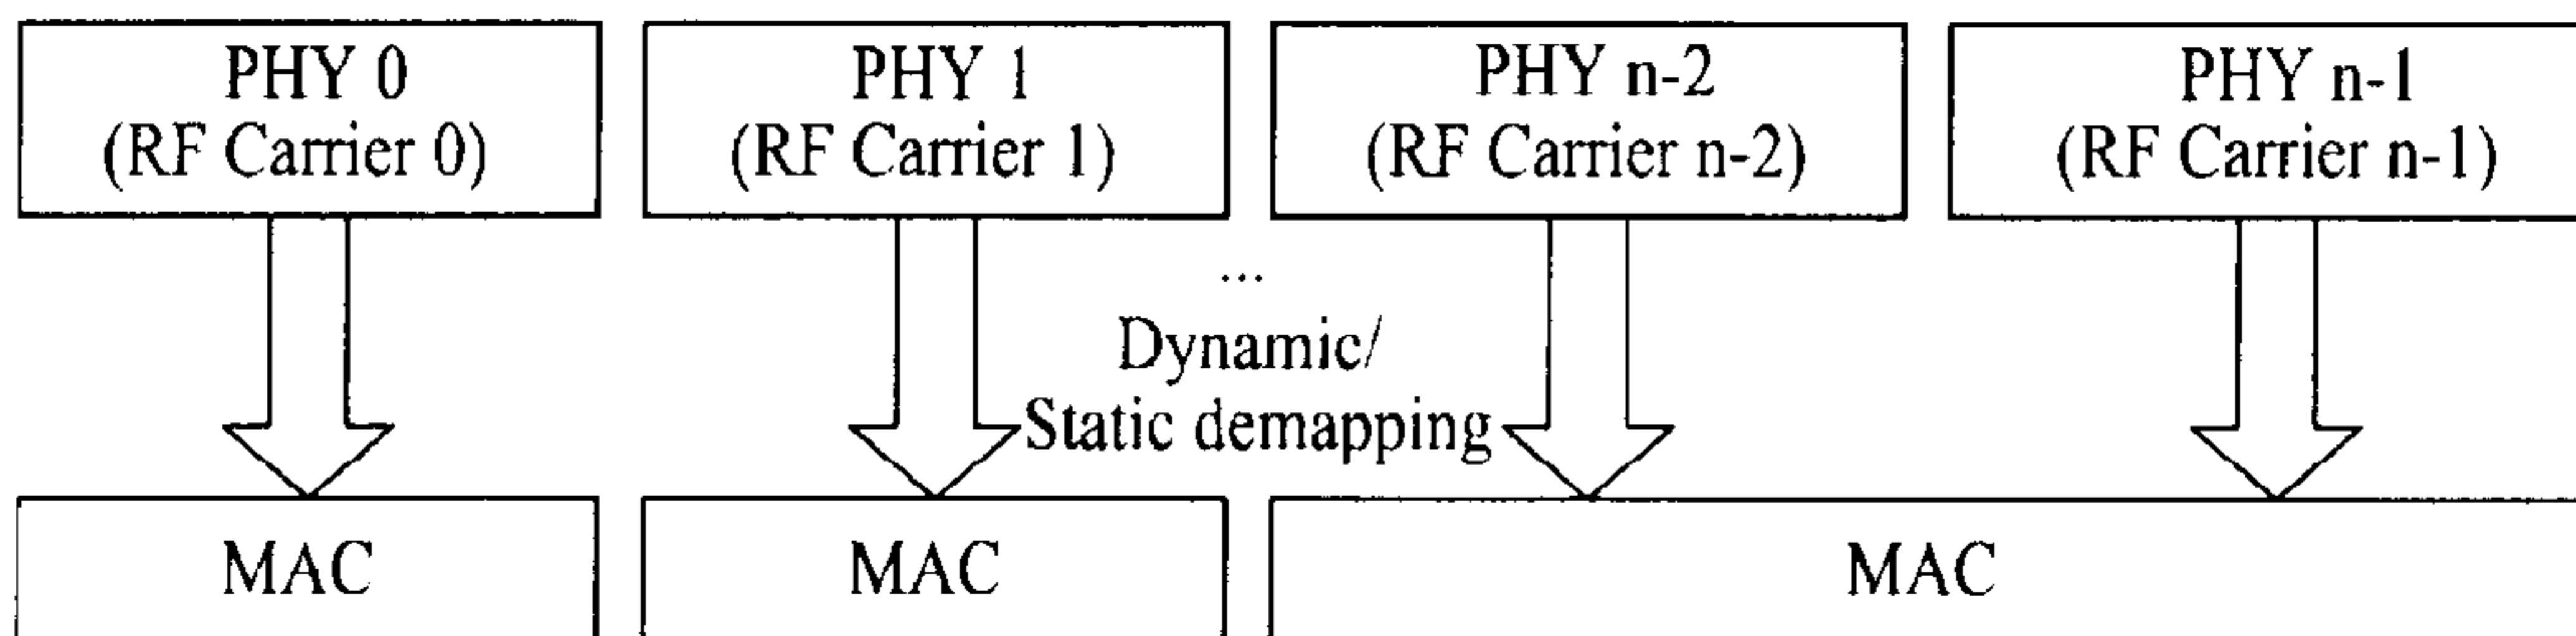 PHY 0
(RF Carrier 0)
PHY 1
(RF Carrier 1)
PHY n-2
(RF Carrier n-2)
PHY n-1
(RF Carrier n-1)
...
Dynamic/
Static demapping
MAC
MAC
MAC